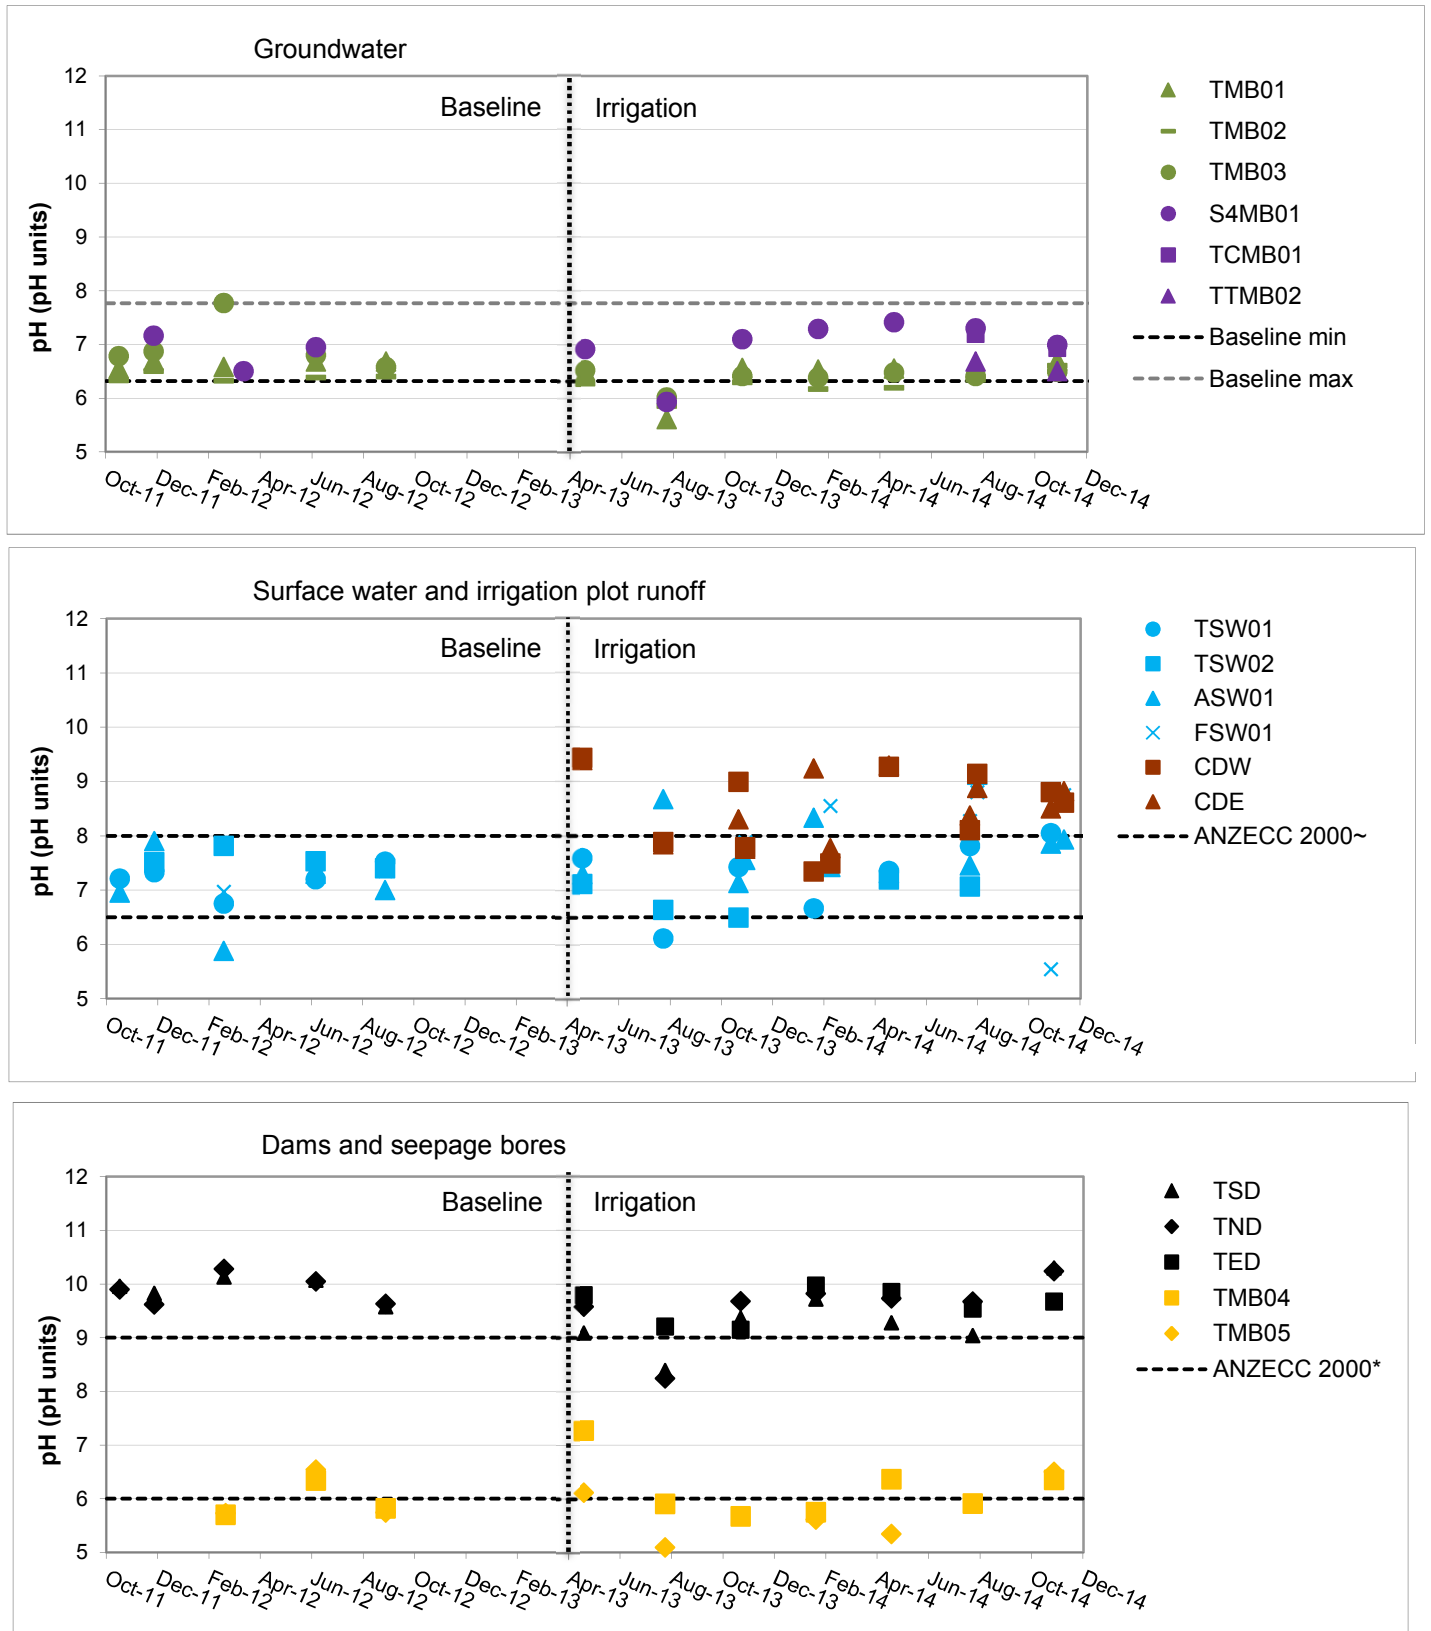 Groundwater
12
11
10
9
8
7
6
5
pH (pH units)
Baseline
Irrigation
Oct-11
Dec-11
Feb-12
Apr-12
Jun-12
Aug-12
Oct-12
Dec-12
Feb-13
Apr-13
Jun-13
Aug-13
Oct-13
Dec-13
Feb-14
Apr-14
Jun-14
Aug-14
Oct-14
Dec-14
TMB01
TMB02
TMB03
S4MB01
TCMB01
TTMB02
Baseline min
Baseline max
Surface water and irrigation plot runoff
12
11
10
9
8
7
6
5
pH (pH units)
Baseline
Irrigation
Oct-11
Dec-11
Feb-12
Apr-12
Jun-12
Aug-12
Oct-12
Dec-12
Feb-13
Apr-13
Jun-13
Aug-13
Oct-13
Dec-13
Feb-14
Apr-14
Jun-14
Aug-14
Oct-14
Dec-14
TSW01
TSW02
ASW01
FSW01
CDW
CDE
ANZECC 2000~
Dams and seepage bores
12
11
10
9
8
7
6
5
pH (pH units)
Baseline
Irrigation
Oct-11
Dec-11
Feb-12
Apr-12
Jun-12
Aug-12
Oct-12
Dec-12
Feb-13
Apr-13
Jun-13
Aug-13
Oct-13
Dec-13
Feb-14
Apr-14
Jun-14
Aug-14
Oct-14
Dec-14
TSD
TND
TED
TMB04
TMB05
ANZECC 2000*